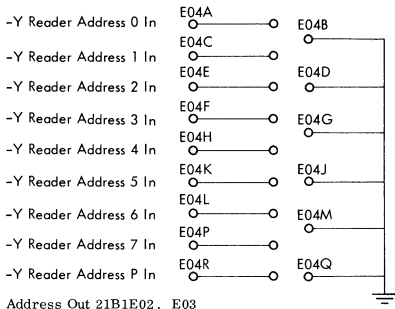 E04A
-Y Reader Address 0 In
E04B
E04C
-Y Reader Address 1 In
E04E
E04D
-Y Reader Address 2 In
E04F
-Y Reader Address 3 In
E04G
E04H
-Y Reader Address 4 In
E04K
E04J
-Y Reader Address 5 In
E04L
-Y Reader Address 6 In
E04M
E04P
-Y Reader Address 7 In
E04R
E04Q
-Y Reader Address P In
Address Out 21B1E02, E03